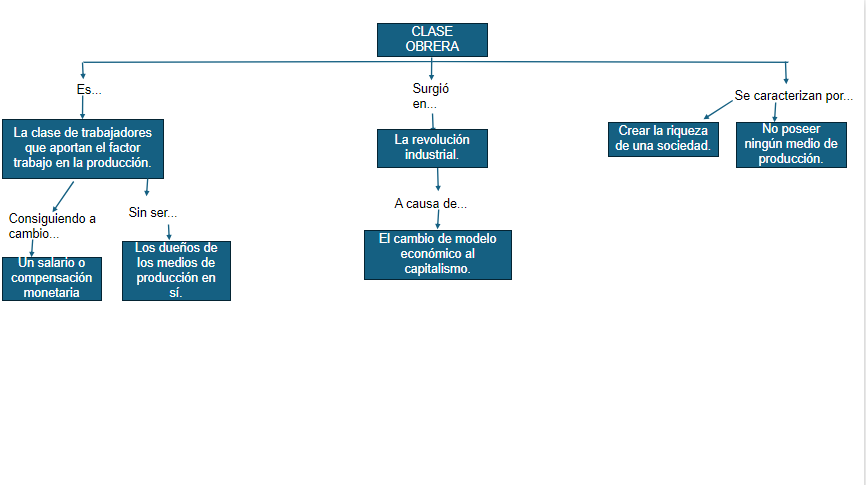 CLASE
OBRERA
Es...
Surgió
en...
Se caracterizan por...
La clase de trabajadores
que aportan el factor
trabajo en la producción.
La revolución
industrial.
Crear la riqueza
de una sociedad.
No poseer
ningún medio de
producción.
Consiguiendo a
cambio...
Sin ser...
A causa de...
Un salario o
compensación
monetaria
Los dueños de
los medios de
producción en
sí.
El cambio de modelo
económico al
capitalismo.